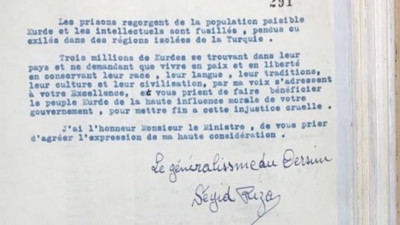 291
Les prisons regorgent de la population paisible
Kurde et les intellectuels sont fusillés, pendus ou
exilés dans des régions isolées de la Turquie.
Trois millions de Kurdes se trouvant dans leur
pays et ne demandant que vivre en paix et en liberté
en conservant leur race, leur langue, leur traditions,
leur culture et leur civilisation, par ma voix s'adressent
à votre Excellence, et vous prient de faire bénéficier
le peuple Kurde de la haute influence morale de votre
gouvernement, pour mettre fin a cette injustice cruelle.
J'ai l'honneur Monsieur le Ministre, de vous prier
d'agréer l'expression de ma haute considération.
Le généralissme du Dersim
Séyid Riza